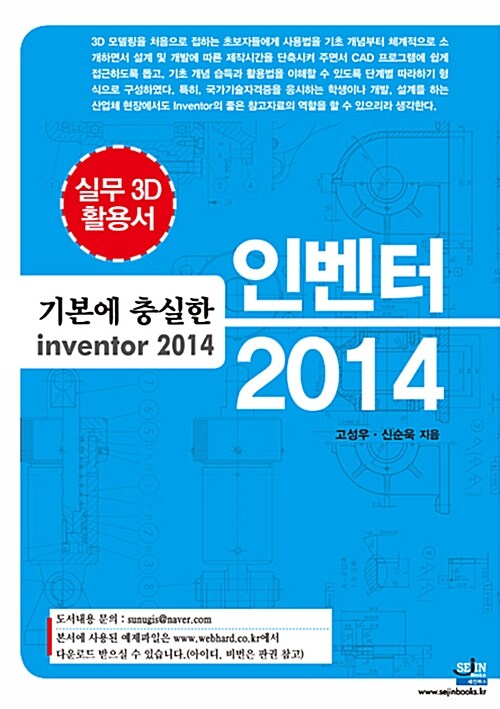 3D 모델링을 처음으로 접하는 초보자들에게 사용법을 기초 개념부터 체계적으로 소
개하면서 설계 및 개발에 따른 제작시간을 단축시켜 주면서 CAD 프로그램에 쉽게
접근하도록 돕고, 기초 개념 습득과 활용법을 이해할 수 있도록 단계별 따라하기 형
식으로 구성하였다. 특히, 국가기술자격증을 응시하는 학생이나 개발, 설계를 하는
산업체 현장에서도 Inventor의 좋은 참고자료의 역할을 할 수 있으리라 생각한다.
실무 3D
활용서
인벤터
기본에 충실한
inventor 2014
2014
고성우 · 신순욱 지음
도서내용 문의 : sunugis@naver.com
본서에 사용된 예제파일은 www.webhard.co.kr에서
다운로드 받으실 수 있습니다.(아이디, 비번은 판권 참고)
SEJIN
Books
세진북스
www.sejinbooks.kr